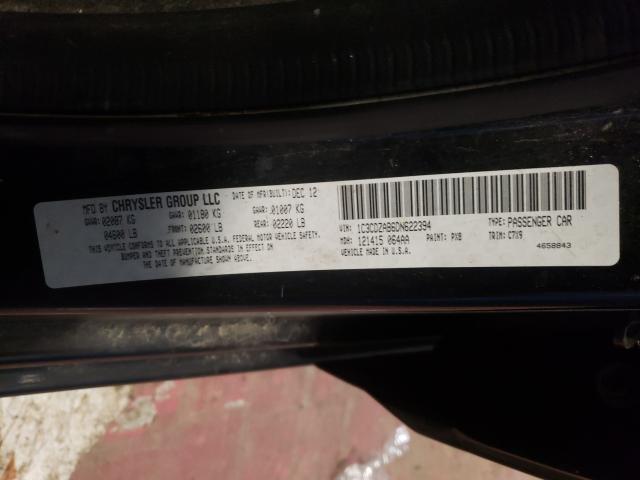 MFD BY CHRYSLER GROUP LLC - DATE OF MFR(BUILT): DEC 12
GVWR: 02087 KG GAWR: 01180 KG GAWR: 01007 KG
04600 LB FRONT: 02600 LB REAR: 02220 LB
THIS VEHICLE CONFORMS TO ALL APPLICABLE U.S.A. FEDERAL MOTOR VEHICLE SAFETY,
BUMPER AND THEFT PREVENTION STANDARDS IN EFFECT ON
THE DATE OF MANUFACTURE SHOWN ABOVE.
VIN: 1C3CDZAB6DN622394 TYPE: PASSENGER CAR
MDH: 121415 064AA PAINT: PX8 TRIM: C7X9
VEHICLE MADE IN U.S.A. 4658843